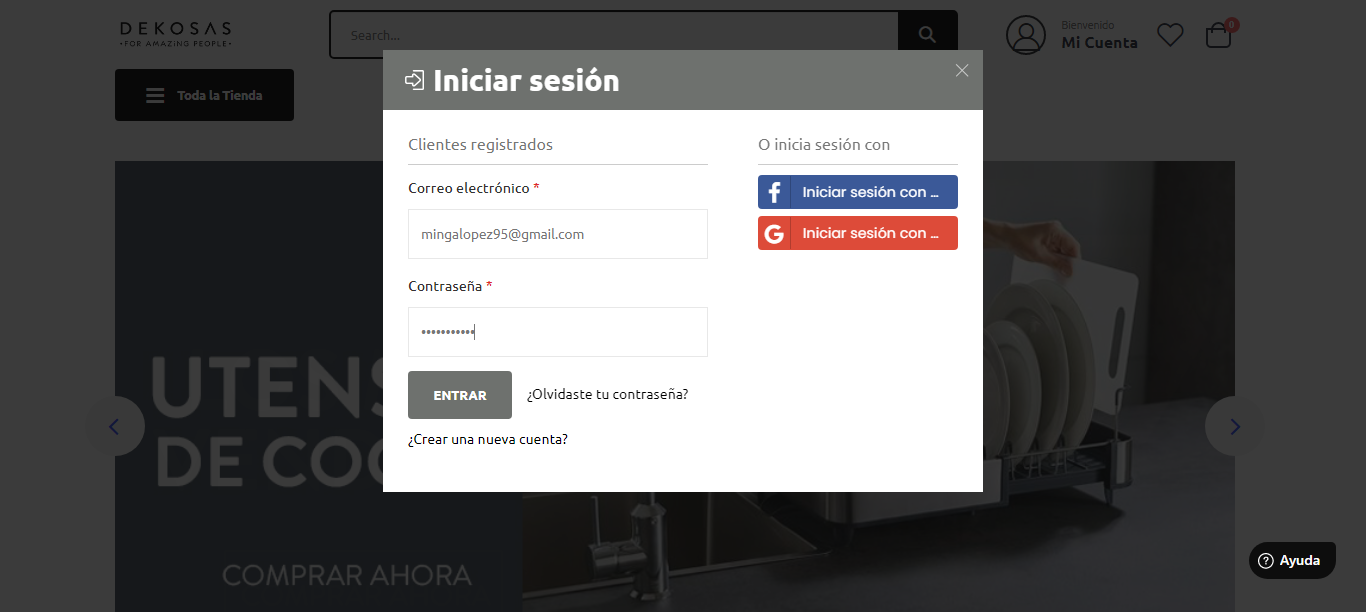 DEKOSAS
•FOR AMAZING PEOPLE•
Search...
Bienvenido
Mi Cuenta
0
Toda la Tienda
Iniciar sesión
Clientes registrados
Correo electrónico *
mingalopez95@gmail.com
Contraseña *
•••••••••••
ENTRAR
¿Olvidaste tu contraseña?
¿Crear una nueva cuenta?
O inicia sesión con
Iniciar sesión con ...
Iniciar sesión con ...
UTENS
DE COC
COMPRAR AHORA
Ayuda